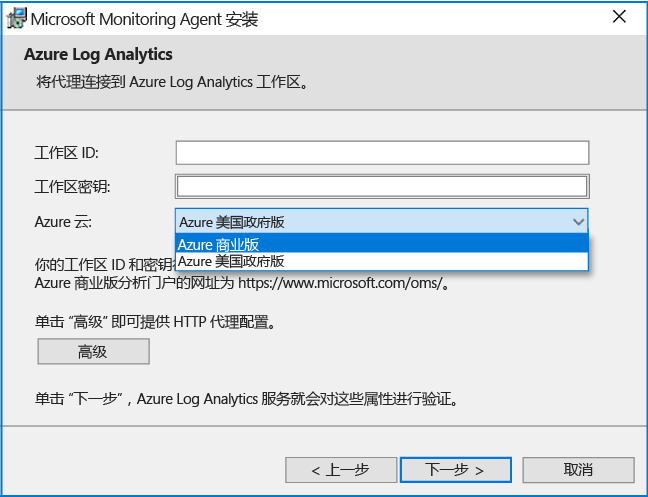 Microsoft Monitoring Agent 安装
Azure Log Analytics
将代理连接到 Azure Log Analytics 工作区。
工作区 ID:
工作区密钥:
Azure 云: Azure 美国政府版
Azure 商业版
Azure 美国政府版
你的工作区 ID 和密钥
Azure 商业版分析门户的网址为 https://www.microsoft.com/oms/。
单击 “高级” 即可提供 HTTP 代理配置。
高级
单击 “下一步”，Azure Log Analytics 服务就会对这些属性进行验证。
< 上一步 下一步 > 取消